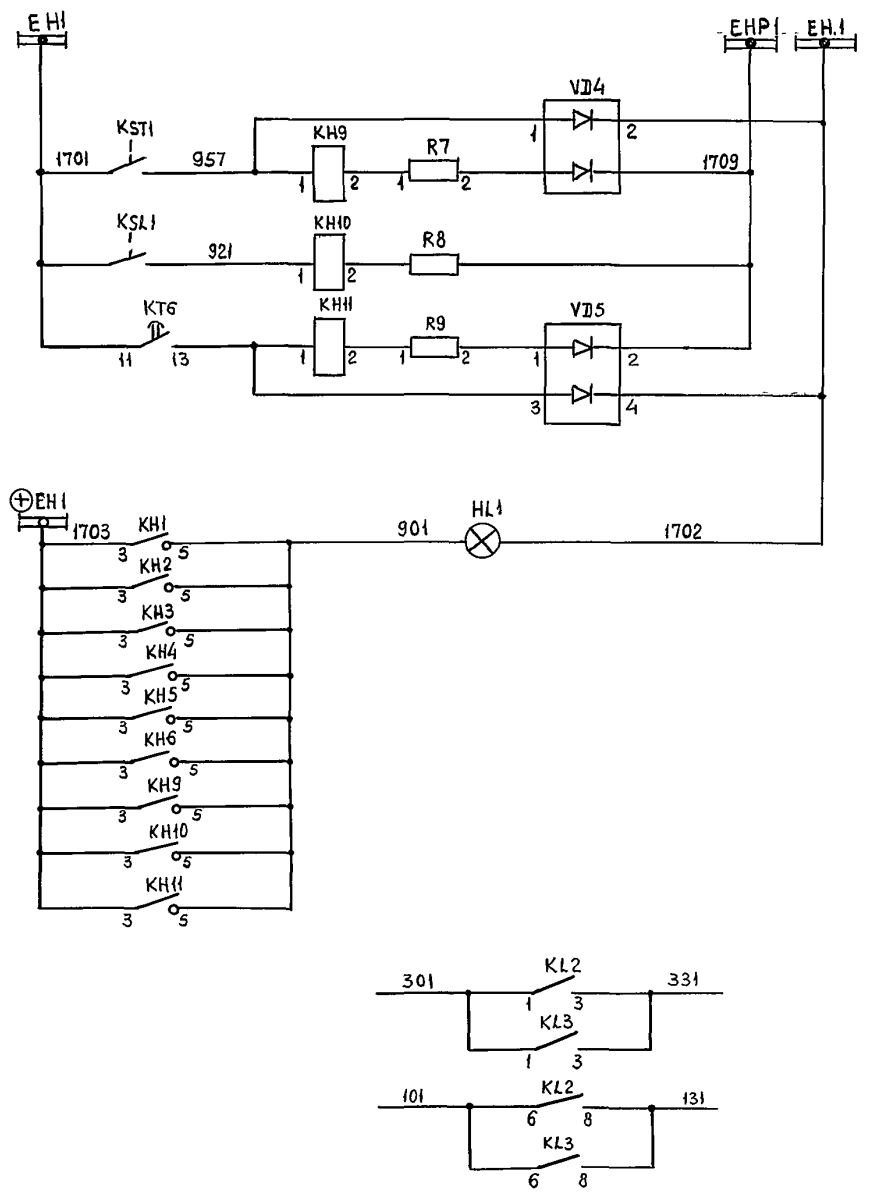 EH1 EHP1 EH.1
VD4
KST1 KH9 R7 1 2
1701 957 1 2 1 2 1709
KSL1 KH10 R8
921 1 2
KT6 KH11 R9 VD5
11 13 1 2 1 2 1 2
3 4
+ EH1
1703 KH1 901 HL1 1702
3 5
KH2
3 5
KH3
3 5
KH4
3 5
KH5
3 5
KH6
3 5
KH9
3 5
KH10
3 5
KH11
3 5
301 KL2 331
1 3
KL3
1 3
101 KL2 131
6 8
KL3
6 8